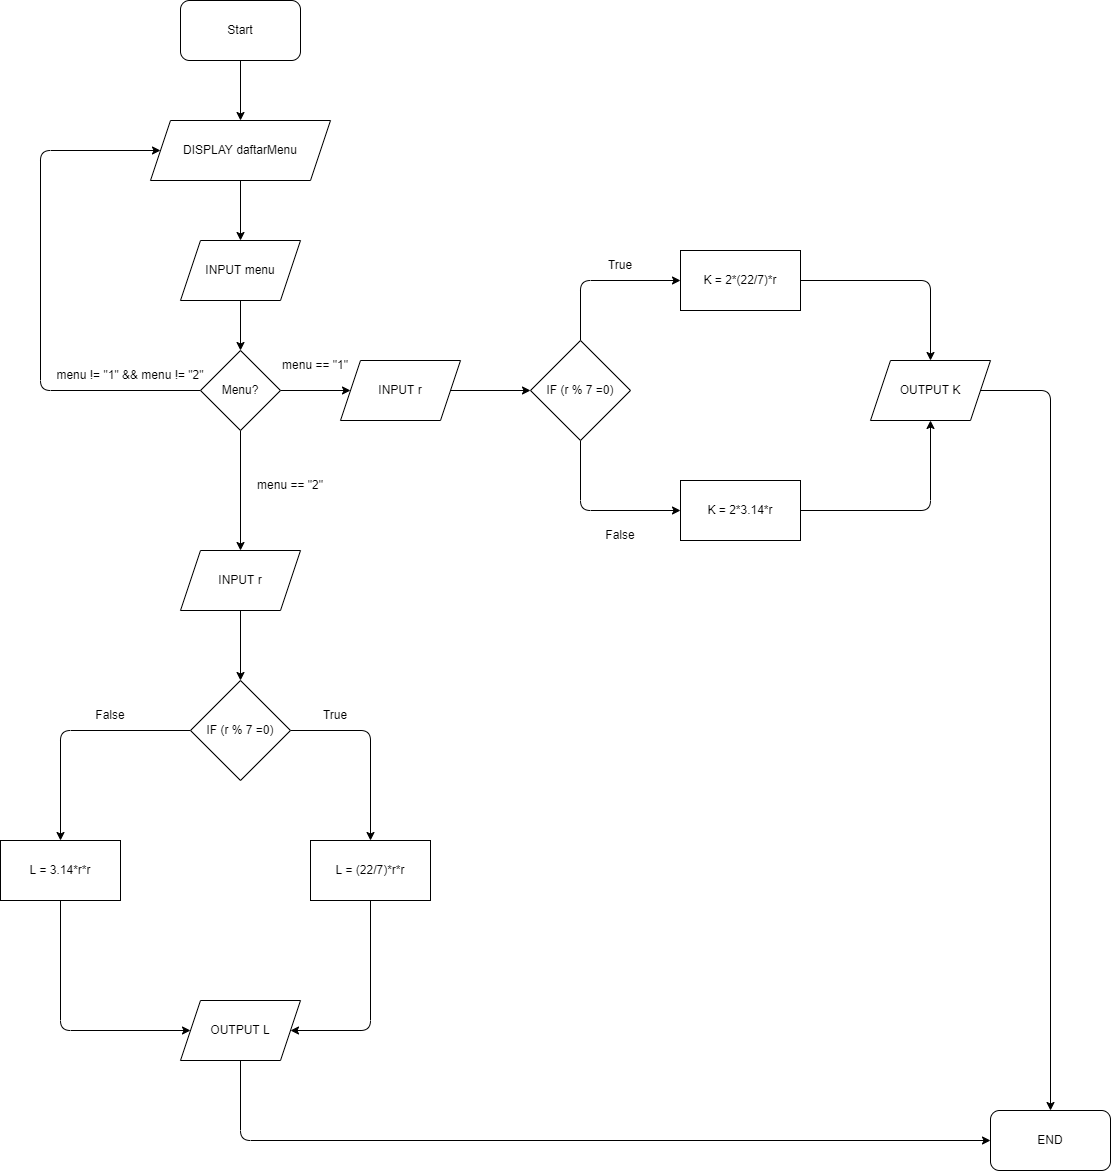 Start
DISPLAY daftarMenu
INPUT menu
True
K = 2*(22/7)*r
menu != "1" && menu != "2"
Menu?
menu == "1"
INPUT r
IF (r % 7 =0)
OUTPUT K
menu == "2"
K = 2*3.14*r
False
INPUT r
False
IF (r % 7 =0)
True
L = 3.14*r*r
L = (22/7)*r*r
OUTPUT L
END